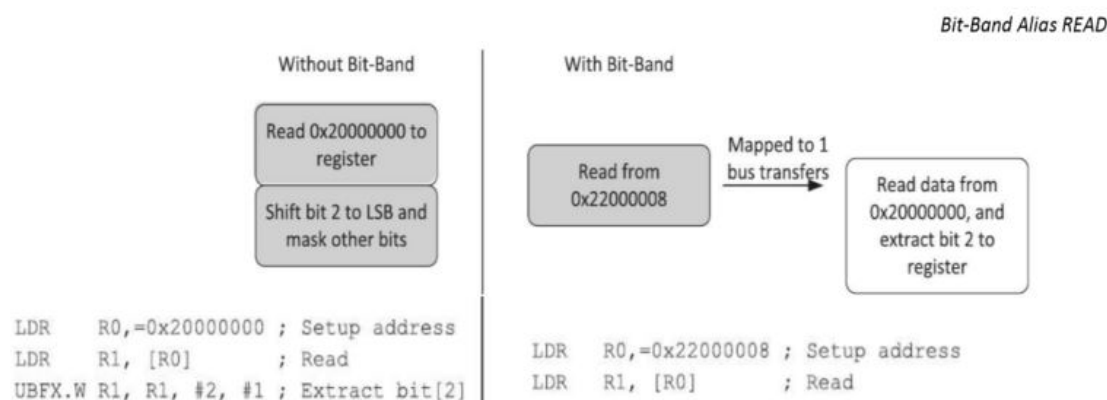 Bit-Band Alias READ
Without Bit-Band
Read 0x20000000 to
register
Shift bit 2 to LSB and
mask other bits
LDR R0,=0x20000000 ; Setup address
LDR R1, [R0] ; Read
UBFX.W R1, R1, #2, #1 ; Extract bit[2]
With Bit-Band
Read from
0x22000008
Mapped to 1
bus transfers
Read data from
0x20000000, and
extract bit 2 to
register
LDR R0,=0x22000008 ; Setup address
LDR R1, [R0] ; Read